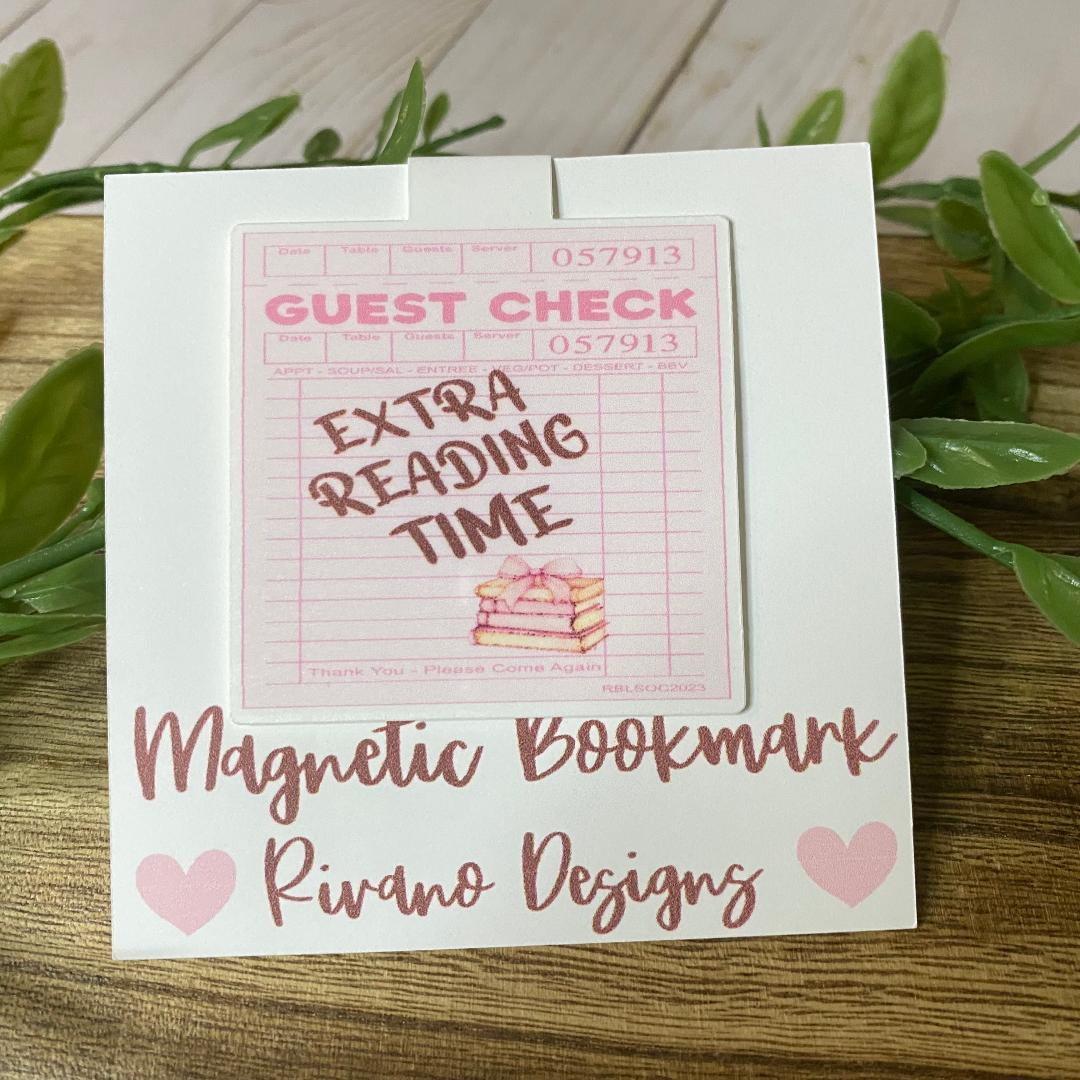 Date Table Guests Server 057913
GUEST CHECK
Date Table Guests Server 057913
APPT - SOUP/SAL - ENTREE - VEG/POT - DESSERT - BEV
EXTRA
READING
TIME
Thank You - Please Come Again
RBLSOC2023
Magnetic Bookmark
Rivano Designs